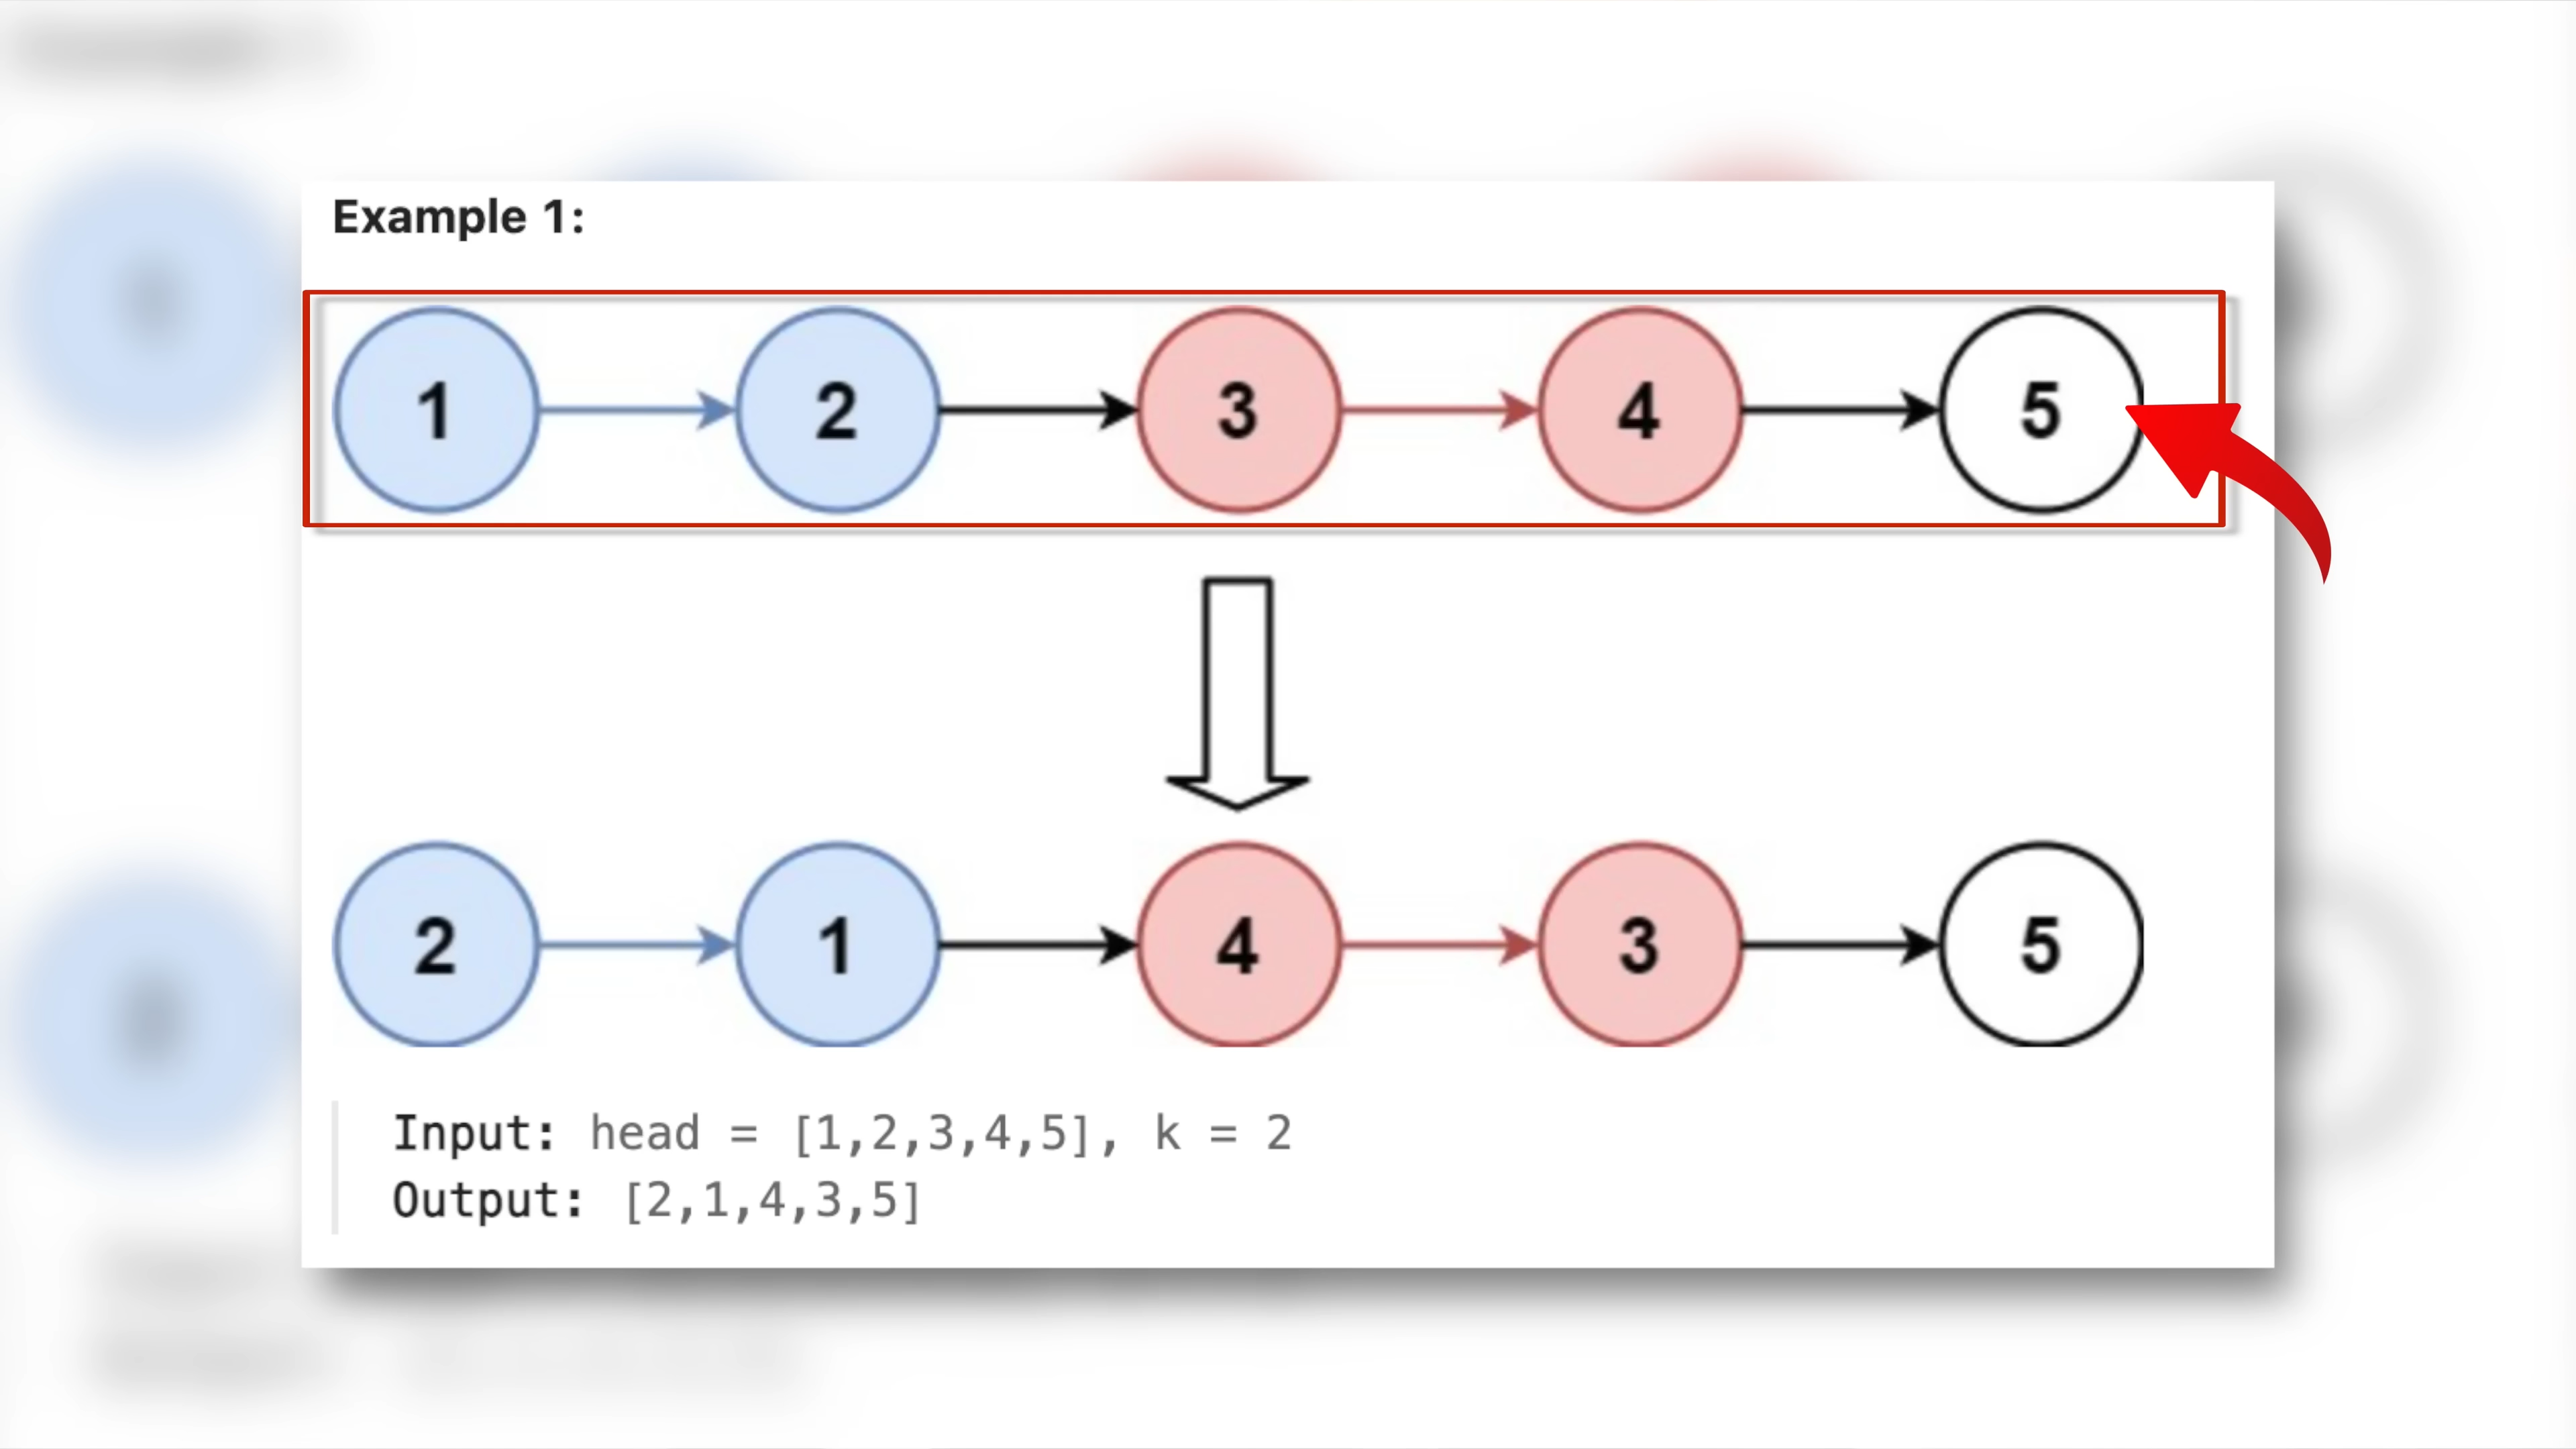 Example 1:
1 2 3 4 5
2 1 4 3 5
Input: head = [1,2,3,4,5], k = 2
Output: [2,1,4,3,5]